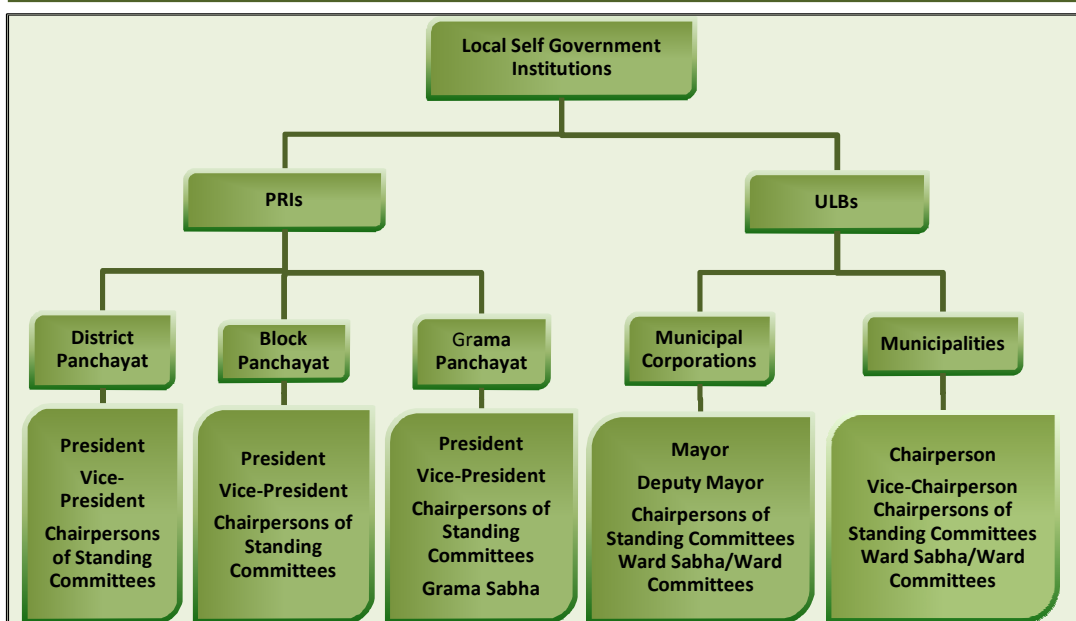 Local Self Government
Institutions
PRIs
ULBs
District
Panchayat
Block
Panchayat
Grama
Panchayat
Municipal
Corporations
Municipalities
President
Vice-
President
Chairpersons
of Standing
Committees
President
Vice-President
Chairpersons of
Standing
Committees
President
Vice-President
Chairpersons of
Standing
Committees
Grama Sabha
Mayor
Deputy Mayor
Chairpersons of
Standing Committees
Ward Sabha/Ward
Committees
Chairperson
Vice-Chairperson
Chairpersons of
Standing Committees
Ward Sabha/Ward
Committees